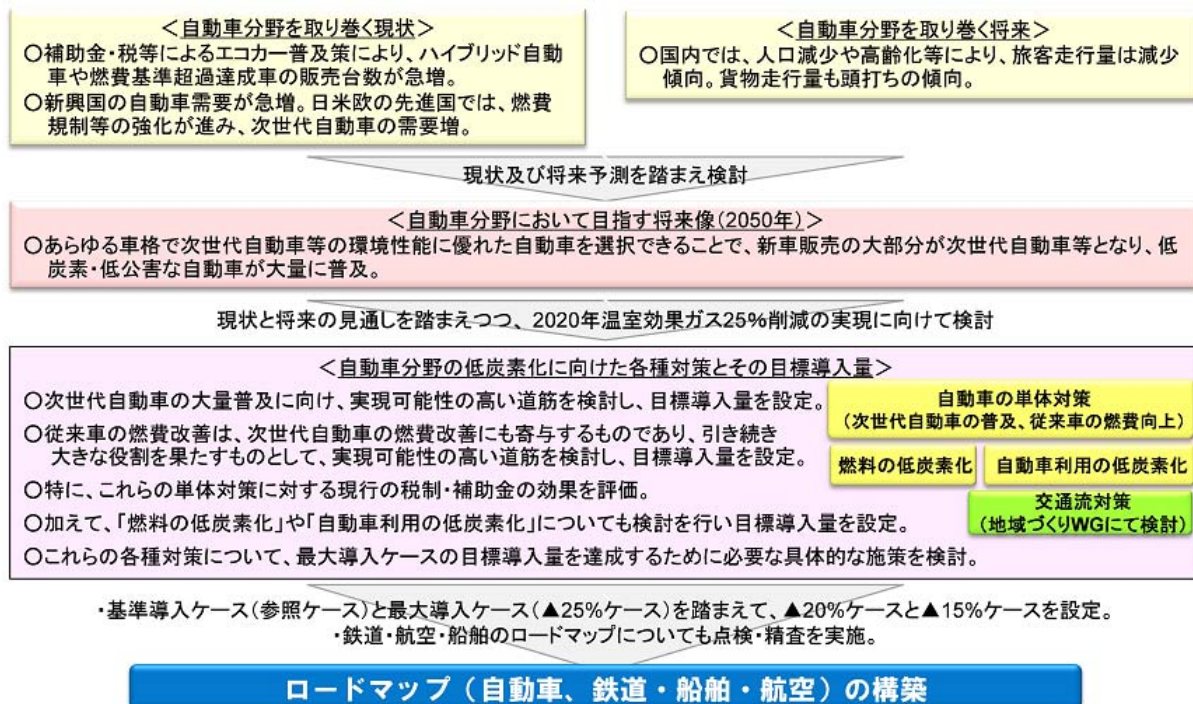 ＜自動車分野を取り巻く現状＞
○補助金・税等によるエコカー普及策により、ハイブリッド自動
車や燃費基準超過達成車の販売台数が急増。
○新興国の自動車需要が急増。日米欧の先進国では、燃費
規制等の強化が進み、次世代自動車の需要増。
＜自動車分野を取り巻く将来＞
○国内では、人口減少や高齢化等により、旅客走行量は減少
傾向。貨物走行量も頭打ちの傾向。
現状及び将来予測を踏まえ検討
＜自動車分野において目指す将来像（2050年）＞
○あらゆる車格で次世代自動車等の環境性能に優れた自動車を選択できることで、新車販売の大部分が次世代自動車等となり、低
炭素・低公害な自動車が大量に普及。
現状と将来の見通しを踏まえつつ、2020年温室効果ガス25%削減の実現に向けて検討
＜自動車分野の低炭素化に向けた各種対策とその目標導入量＞
○次世代自動車の大量普及に向け、実現可能性の高い道筋を検討し、目標導入量を設定。
○従来車の燃費改善は、次世代自動車の燃費改善にも寄与するものであり、引き続き
大きな役割を果たすものとして、実現可能性の高い道筋を検討し、目標導入量を設定。
○特に、これらの単体対策に対する現行の税制・補助金の効果を評価。
○加えて、「燃料の低炭素化」や「自動車利用の低炭素化」についても検討を行い目標導入量を設定。
○これらの各種対策について、最大導入ケースの目標導入量を達成するために必要な具体的な施策を検討。
自動車の単体対策
（次世代自動車の普及、従来車の燃費向上）
燃料の低炭素化
自動車利用の低炭素化
交通流対策
（地域づくりWGにて検討）
・基準導入ケース（参照ケース）と最大導入ケース（▲25%ケース）を踏まえて、▲20%ケースと▲15%ケースを設定。
・鉄道・航空・船舶のロードマップについても点検・精査を実施。
ロードマップ（自動車、鉄道・船舶・航空）の構築